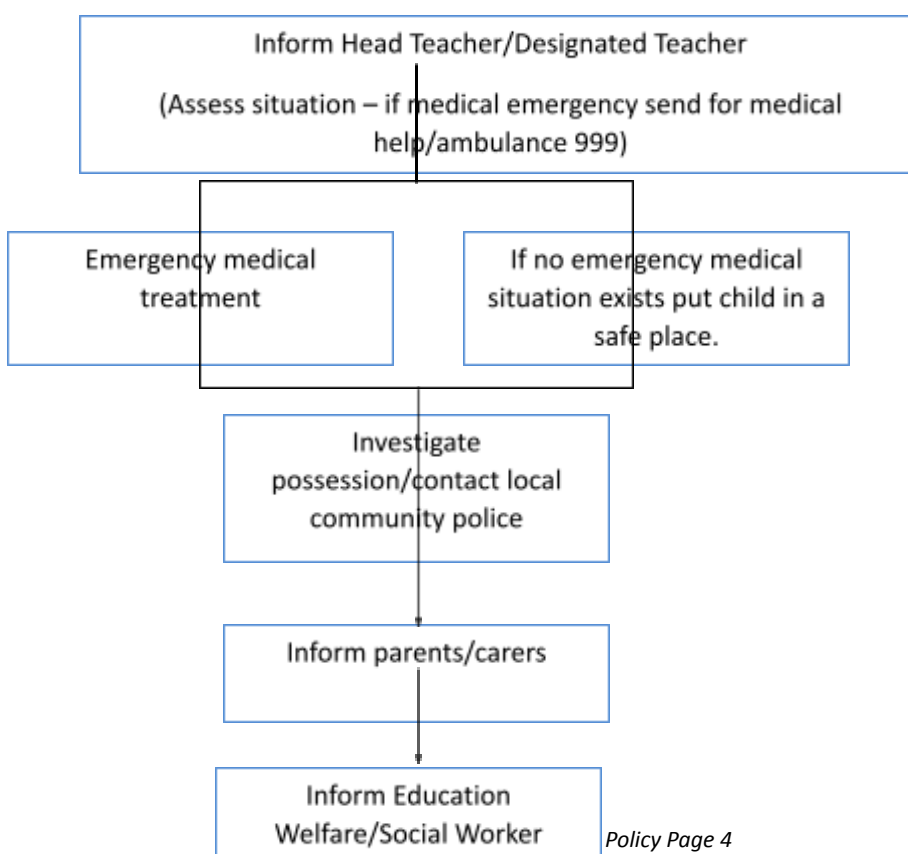 Inform Head Teacher/Designated Teacher
(Assess situation – if medical emergency send for medical
help/ambulance 999)
Emergency medical
treatment
If no emergency medical
situation exists put child in a
safe place.
Investigate
possession/contact local
community police
Inform parents/carers
Inform Education
Welfare/Social Worker
Policy Page 4